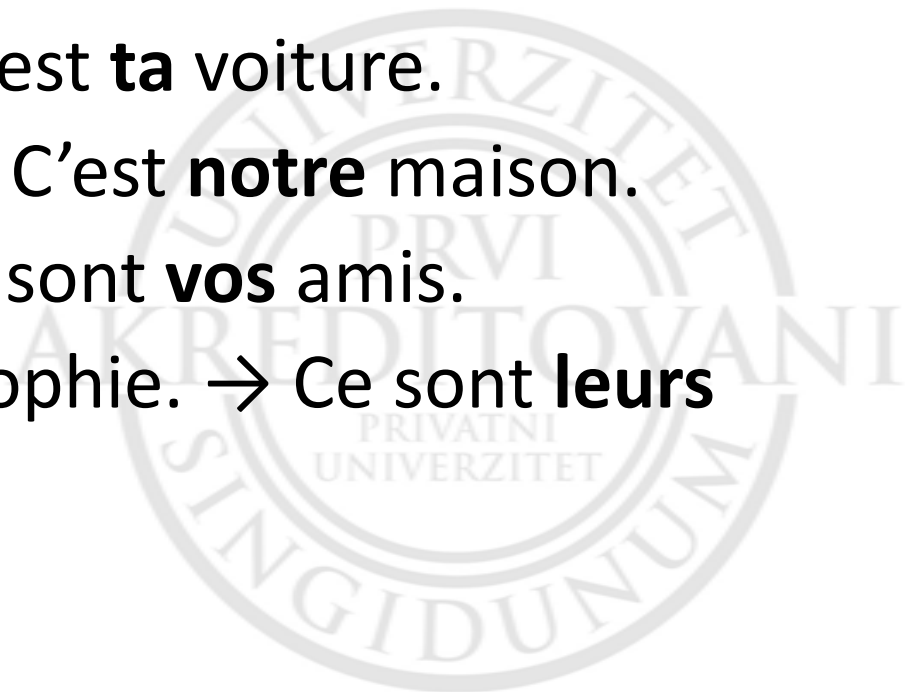 est ta voiture.
C’est notre maison.
sont vos amis.
ophie. → Ce sont leurs
UNIVERZITET
PRVI
AKREDITOVANI
PRIVATNI
UNIVERZITET
SINGIDUNUM